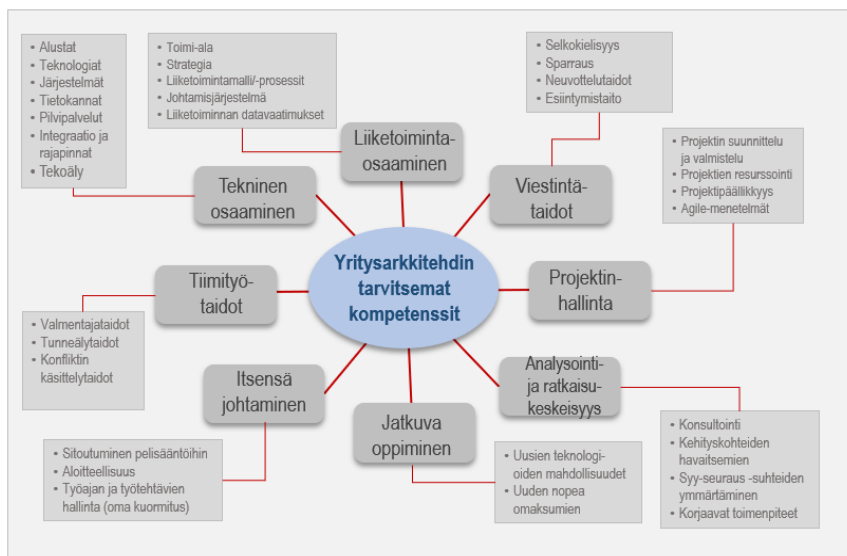 • Alustat
• Teknologiat
• Järjestelmät
• Tietokannat
• Pilvipalvelut
• Integraatio ja
rajapinnat
• Tekoäly
• Toimi-ala
• Strategia
• Liiketoimintamalli/-prosessit
• Johtamisjärjestelmä
• Liiketoiminnan datavaatimukset
• Selkokielisyys
• Sparraus
• Neuvottelutaidot
• Esiintymistaito
• Projektin suunnittelu
ja valmistelu
• Projektien resurssointi
• Projektipäällikkyys
• Agile-menetelmät
Liiketoiminta-
osaaminen
Tekninen
osaaminen
Viestintä-
taidot
Yritysarkkitehdin
tarvitsemat
kompetenssit
Tiimityö-
taidot
Projektin-
hallinta
• Valmentajataidot
• Tunneälytaidot
• Konfliktin
käsittelytaidot
Itsensä
johtaminen
Jatkuva
oppiminen
Analysointi-
ja ratkaisu-
keskeisyys
• Sitoutuminen pelisääntöihin
• Aloitteellisuus
• Työajan ja työtehtävien
hallinta (oma kuormitus)
• Uusien teknologi-
oiden mahdollisuudet
• Uuden nopea
omaksumien
• Konsultointi
• Kehityskohteiden
havaitsemien
• Syy-seuraus -suhteiden
ymmärtäminen
• Korjaavat toimenpiteet